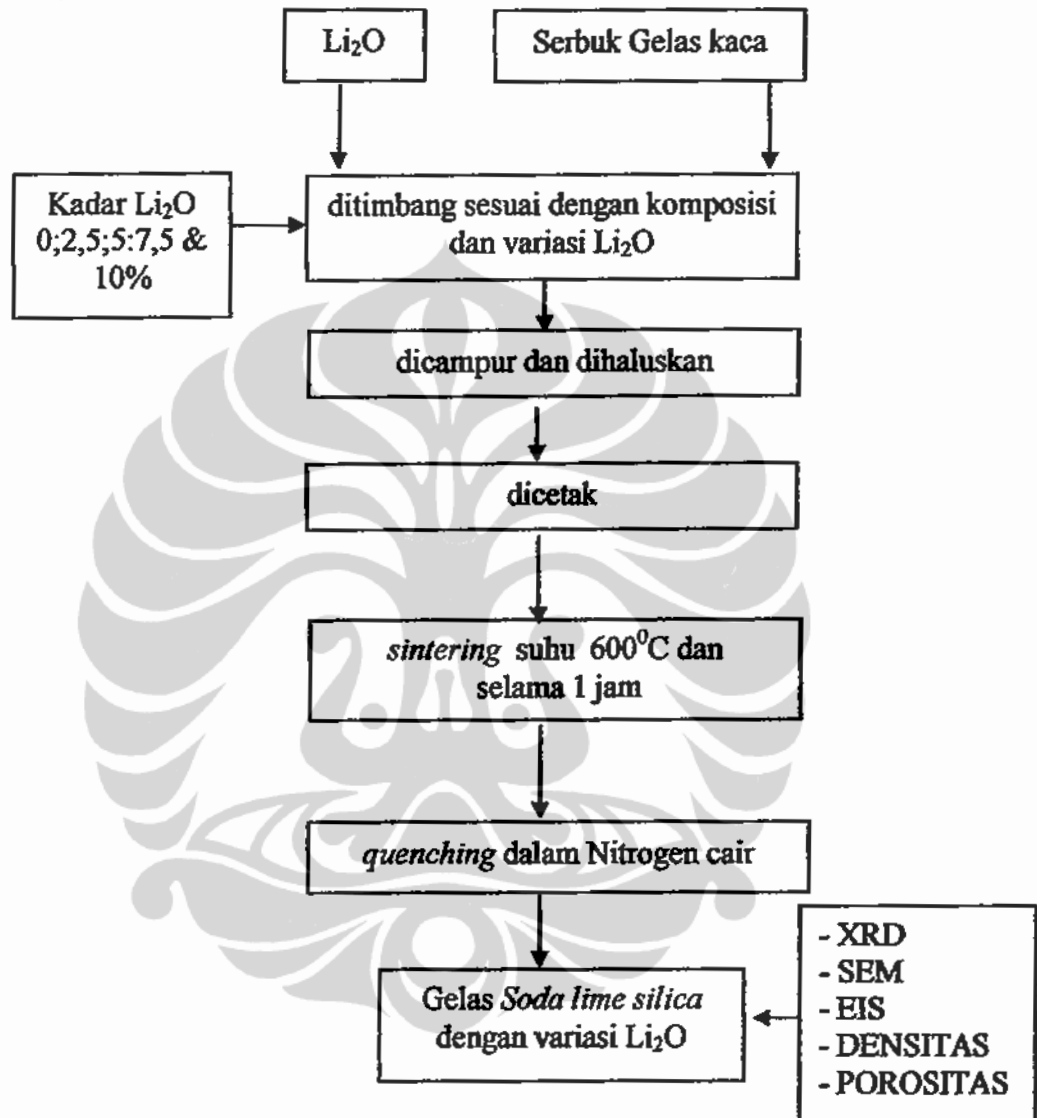 Li₂O
Serbuk Gelas kaca
Kadar Li₂O
0;2,5;5:7,5 &
10%
ditimbang sesuai dengan komposisi
dan variasi Li₂O
dicampur dan dihaluskan
dicetak
sintering suhu 600⁰C dan
selama 1 jam
quenching dalam Nitrogen cair
Gelas Soda lime silica
dengan variasi Li₂O
- XRD
- SEM
- EIS
- DENSITAS
- POROSITAS